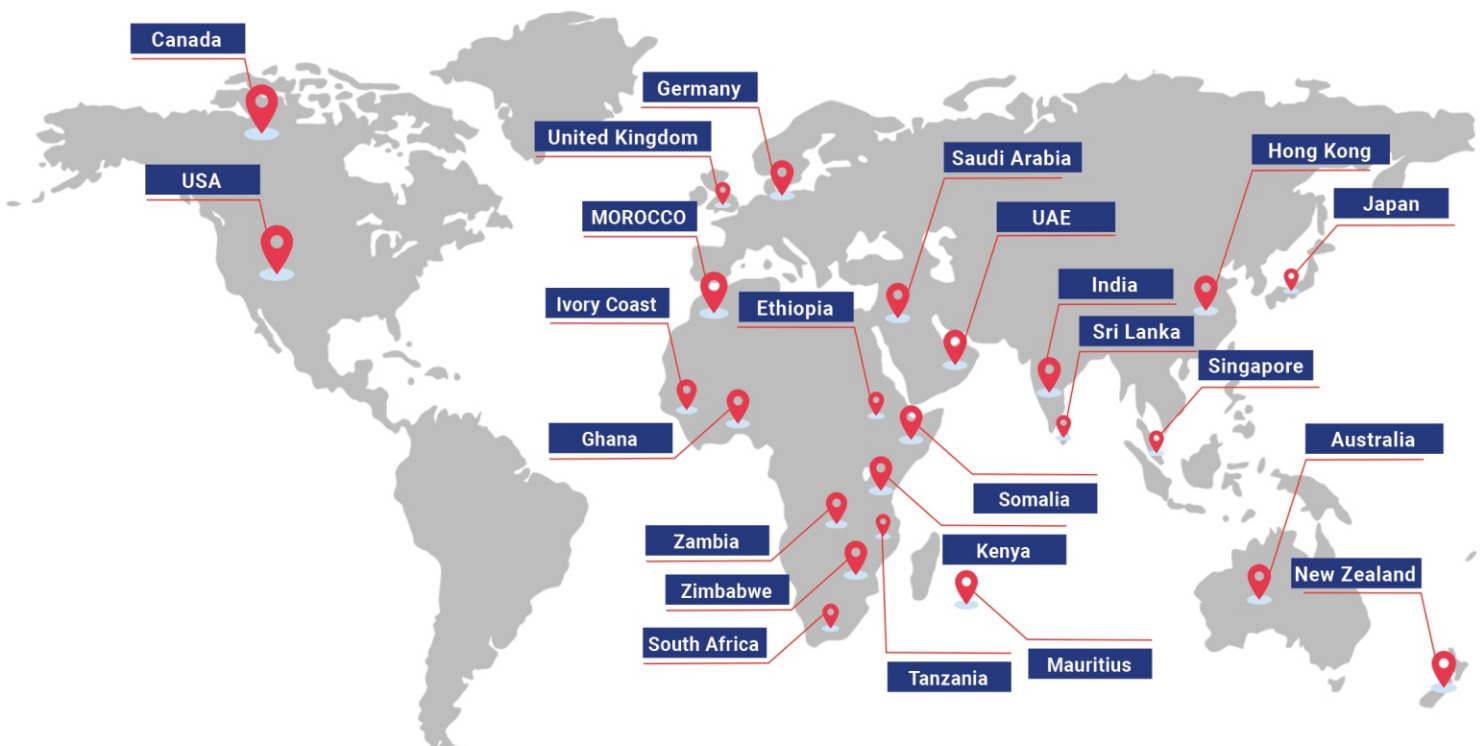 Canada
Germany
United Kingdom
Saudi Arabia
Hong Kong
USA
Japan
MOROCCO
UAE
India
Ivory Coast
Ethiopia
Sri Lanka
Singapore
Ghana
Australia
Somalia
Zambia
Kenya
New Zealand
Zimbabwe
South Africa
Mauritius
Tanzania